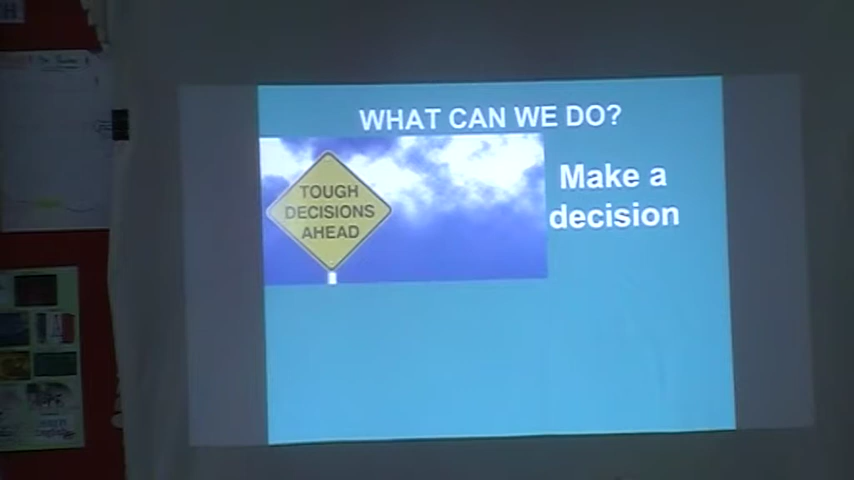 WHAT CAN WE DO?
TOUGH
DECISIONS
AHEAD
Make a
decision